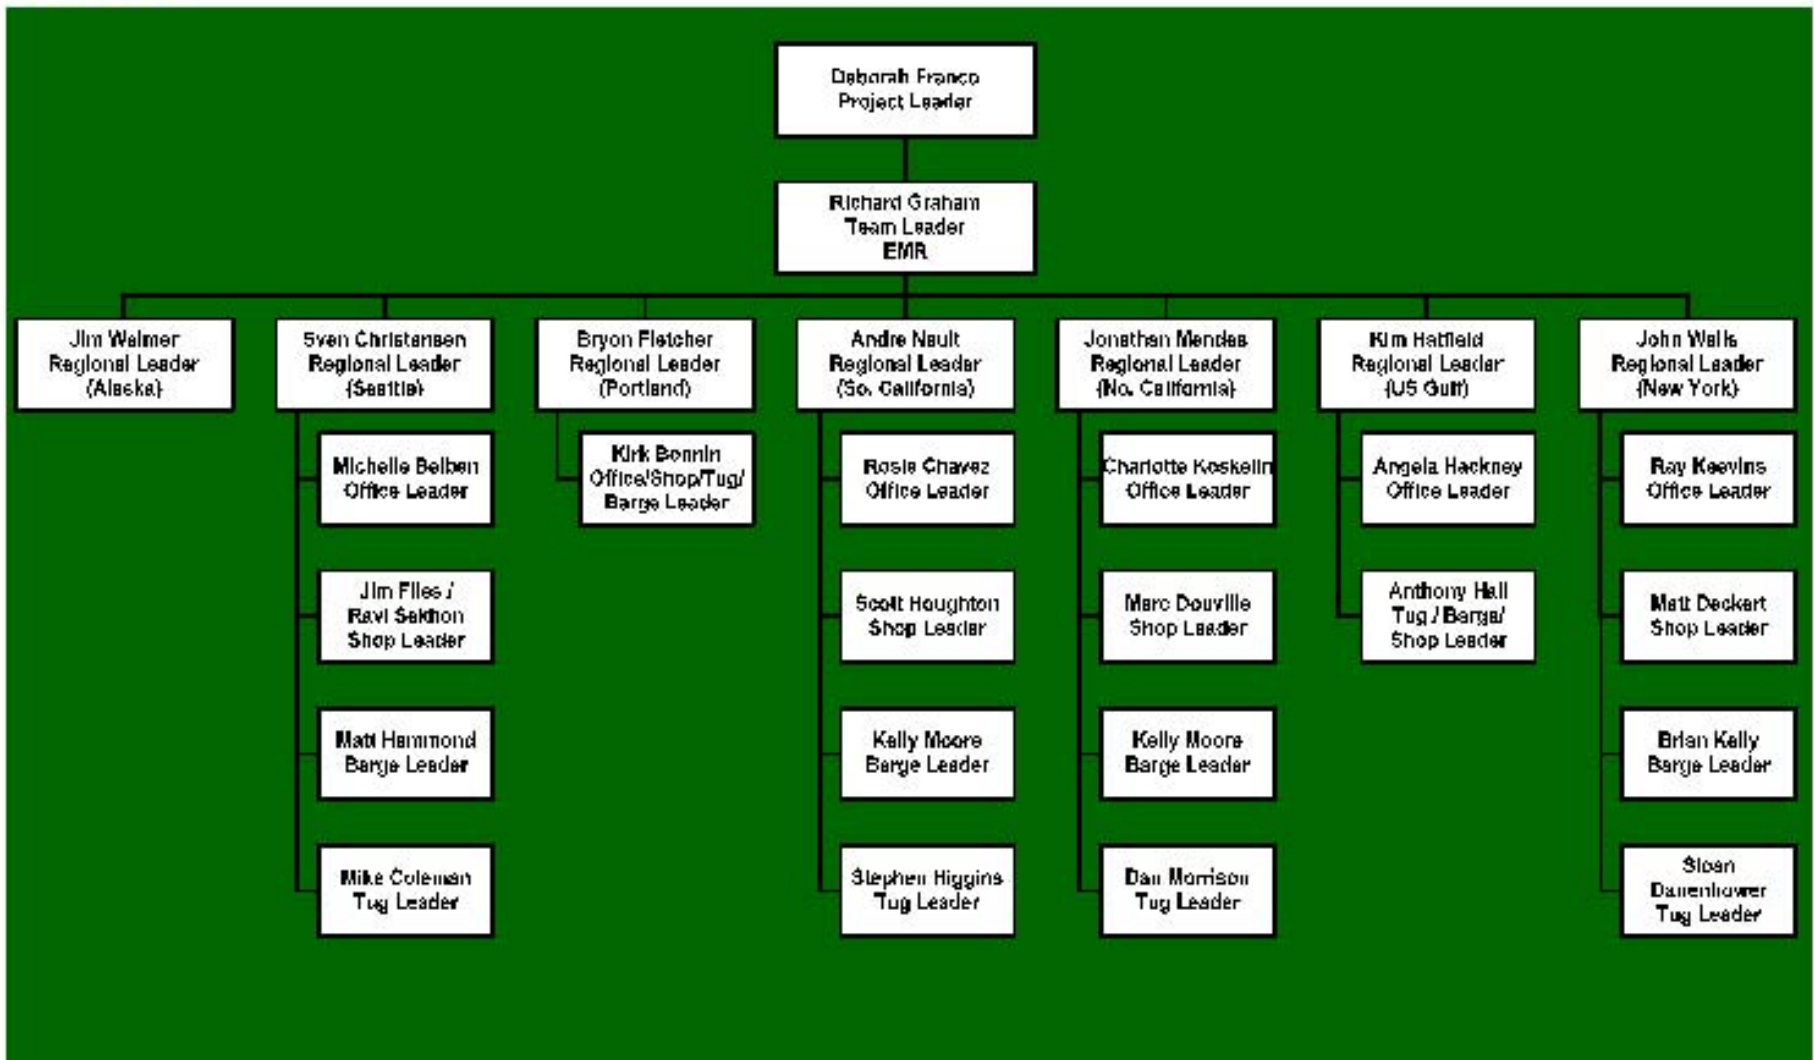 Deborah Franco
Project Leader
Richard Graham
Team Leader
EMR
Jim Weimer
Regional Leader
(Alaska)
Sven Christensen
Regional Leader
(Seattle)
Bryon Fletcher
Regional Leader
(Portland)
Andre Nault
Regional Leader
(So. California)
Jonathan Mendes
Regional Leader
(No. California)
Kim Hatfield
Regional Leader
(US Gulf)
John Wells
Regional Leader
(New York)
Michelle Belben
Office Leader
Jim Files /
Ravi Sekhon
Shop Leader
Matt Hammond
Barge Leader
Mike Coleman
Tug Leader
Kirk Bonnin
Office/Shop/Tug/
Barge Leader
Rosie Chavez
Office Leader
Scott Houghton
Shop Leader
Kelly Moore
Barge Leader
Stephen Higgins
Tug Leader
Charlotte Koskelin
Office Leader
Marc Douville
Shop Leader
Kelly Moore
Barge Leader
Dan Morrison
Tug Leader
Angela Hackney
Office Leader
Anthony Hall
Tug / Barge/
Shop Leader
Ray Keevins
Office Leader
Matt Deckert
Shop Leader
Brian Kelly
Barge Leader
Sloan
Danenhower
Tug Leader